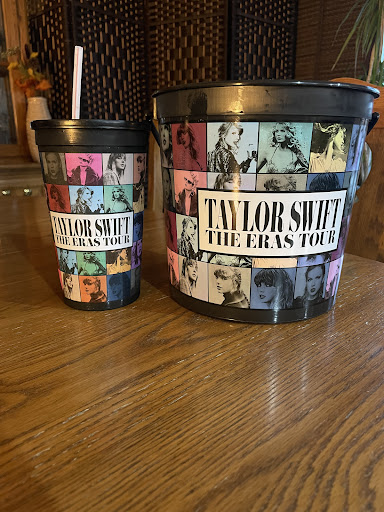 TAYLOR SWIFT
THE ERAS TOUR
TAYLOR SWIFT
THE ERAS TOUR